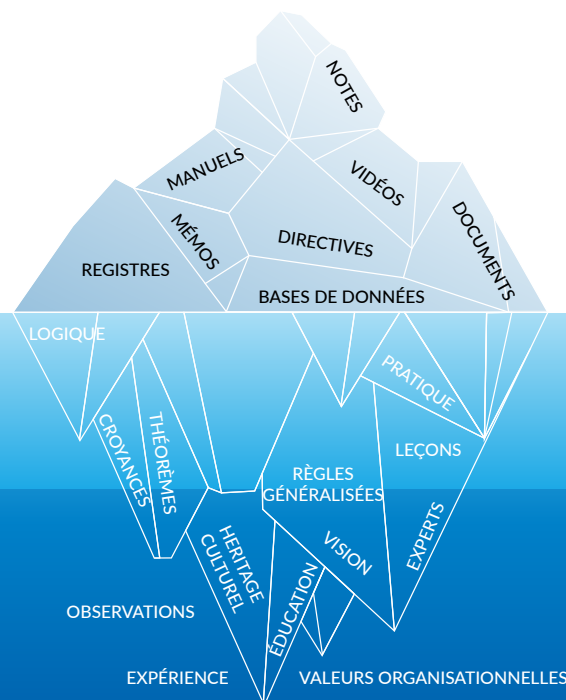 NOTES
MANUELS
VIDÉOS
MÉMOS
DOCUMENTS
DIRECTIVES
REGISTRES
BASES DE DONNÉES
LOGIQUE
PRATIQUE
CROYANCES
THÉORÈMES
LEÇONS
RÈGLES
GÉNÉRALISÉES
EXPERTS
HERITAGE
CULTUREL
VISION
ÉDUCATION
OBSERVATIONS
EXPÉRIENCE
VALEURS ORGANISATIONNELLES